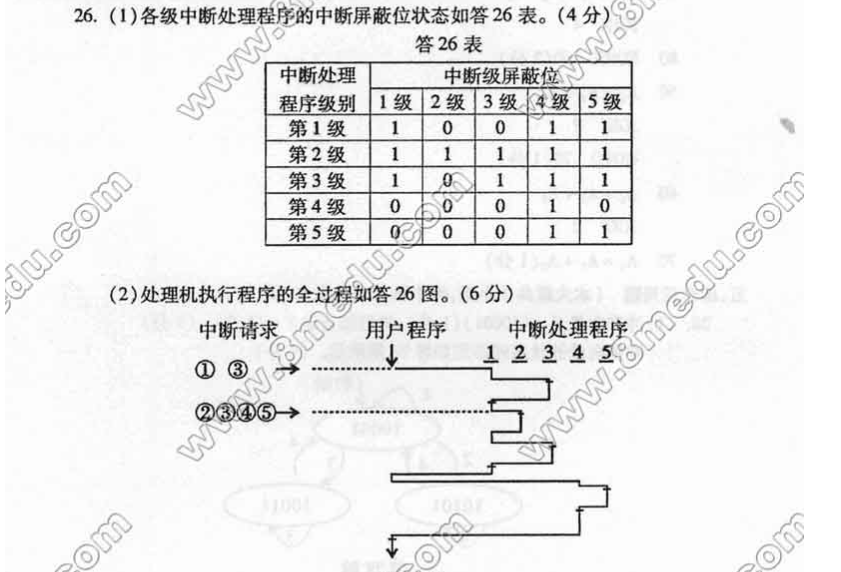 26. (1)各级中断处理程序的中断屏蔽位状态如答26表。(4分)
答26表
中断处理程序级别 中断级屏蔽位
1级 2级 3级 4级 5级
第1级 1 0 0 1 1
第2级 1 1 1 1 1
第3级 1 0 1 1 1
第4级 0 0 0 1 0
第5级 0 0 0 1 1
(2)处理机执行程序的全过程如答26图。(6分)
中断请求 用户程序 中断处理程序
1 2 3 4 5
① ③
②③④⑤
www.8medu.com